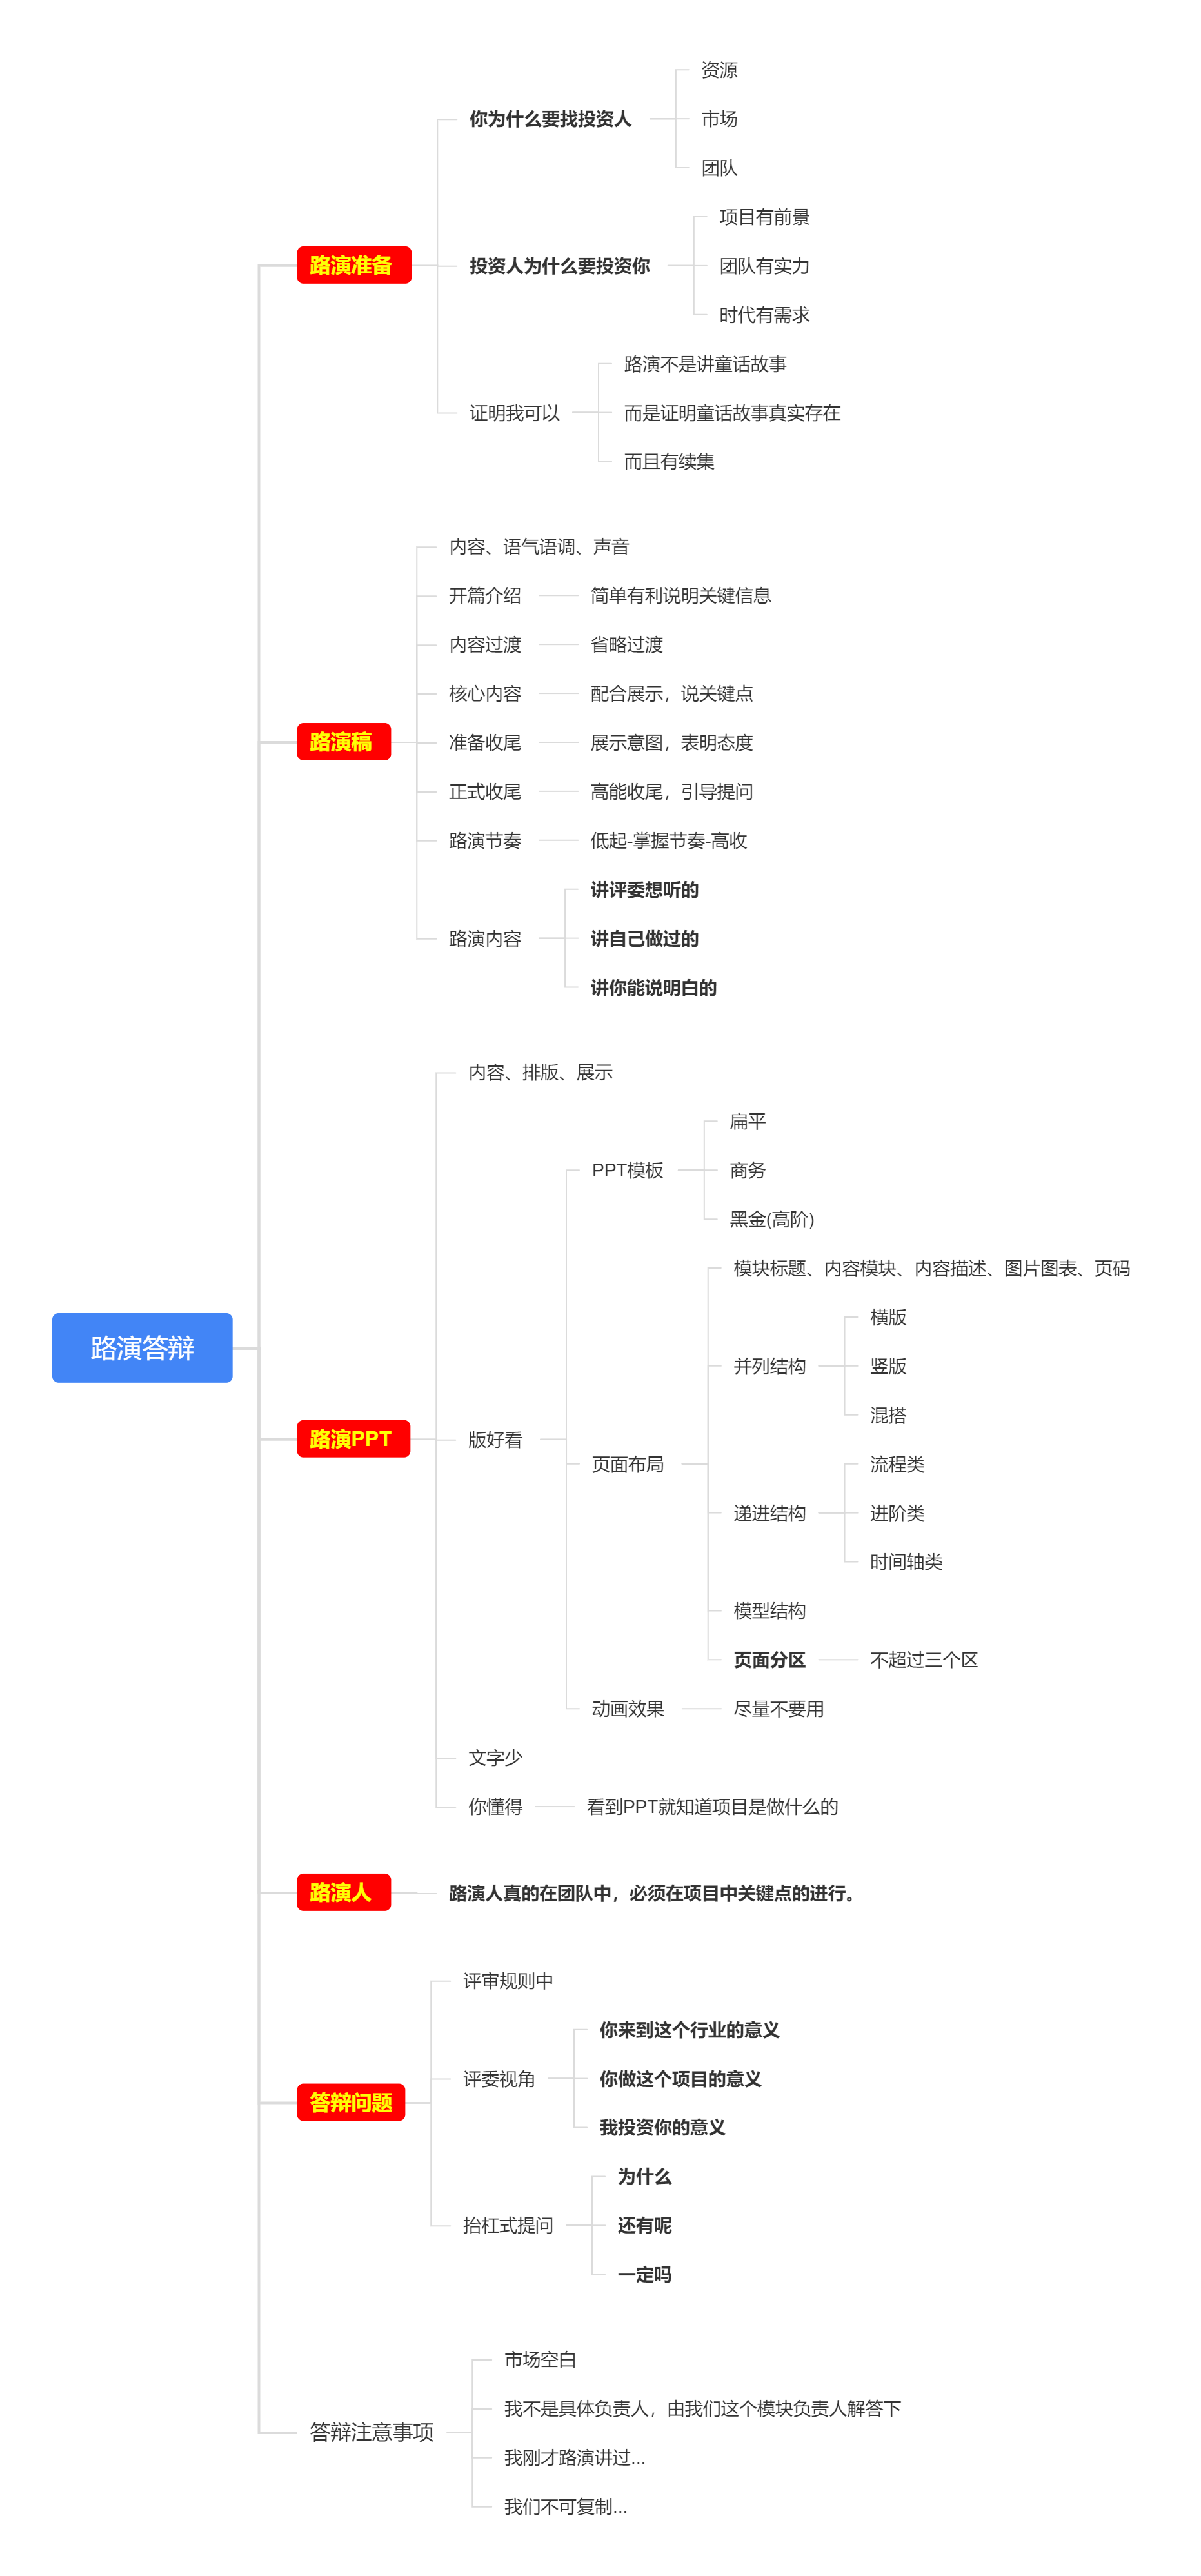 路演答辩
路演准备
你为什么要找投资人
资源
市场
团队
投资人为什么要投资你
项目有前景
团队有实力
时代有需求
证明我可以
路演不是讲童话故事
而是证明童话故事真实存在
而且有续集
路演稿
内容、语气语调、声音
开篇介绍
简单有利说明关键信息
内容过渡
省略过渡
核心内容
配合展示，说关键点
准备收尾
展示意图，表明态度
正式收尾
高能收尾，引导提问
路演节奏
低起-掌握节奏-高收
路演内容
讲评委想听的
讲自己做过的
讲你能说明白的
路演PPT
内容、排版、展示
版好看
PPT模板
扁平
商务
黑金(高阶)
页面布局
模块标题、内容模块、内容描述、图片图表、页码
并列结构
横版
竖版
混搭
递进结构
流程类
进阶类
时间轴类
模型结构
页面分区
不超过三个区
动画效果
尽量不要用
文字少
你懂得
看到PPT就知道项目是做什么的
路演人
路演人真的在团队中，必须在项目中关键点的进行。
答辩问题
评审规则中
评委视角
你来到这个行业的意义
你做这个项目的意义
我投资你的意义
抬杠式提问
为什么
还有呢
一定吗
答辩注意事项
市场空白
我不是具体负责人，由我们这个模块负责人解答下
我刚才路演讲过...
我们不可复制...